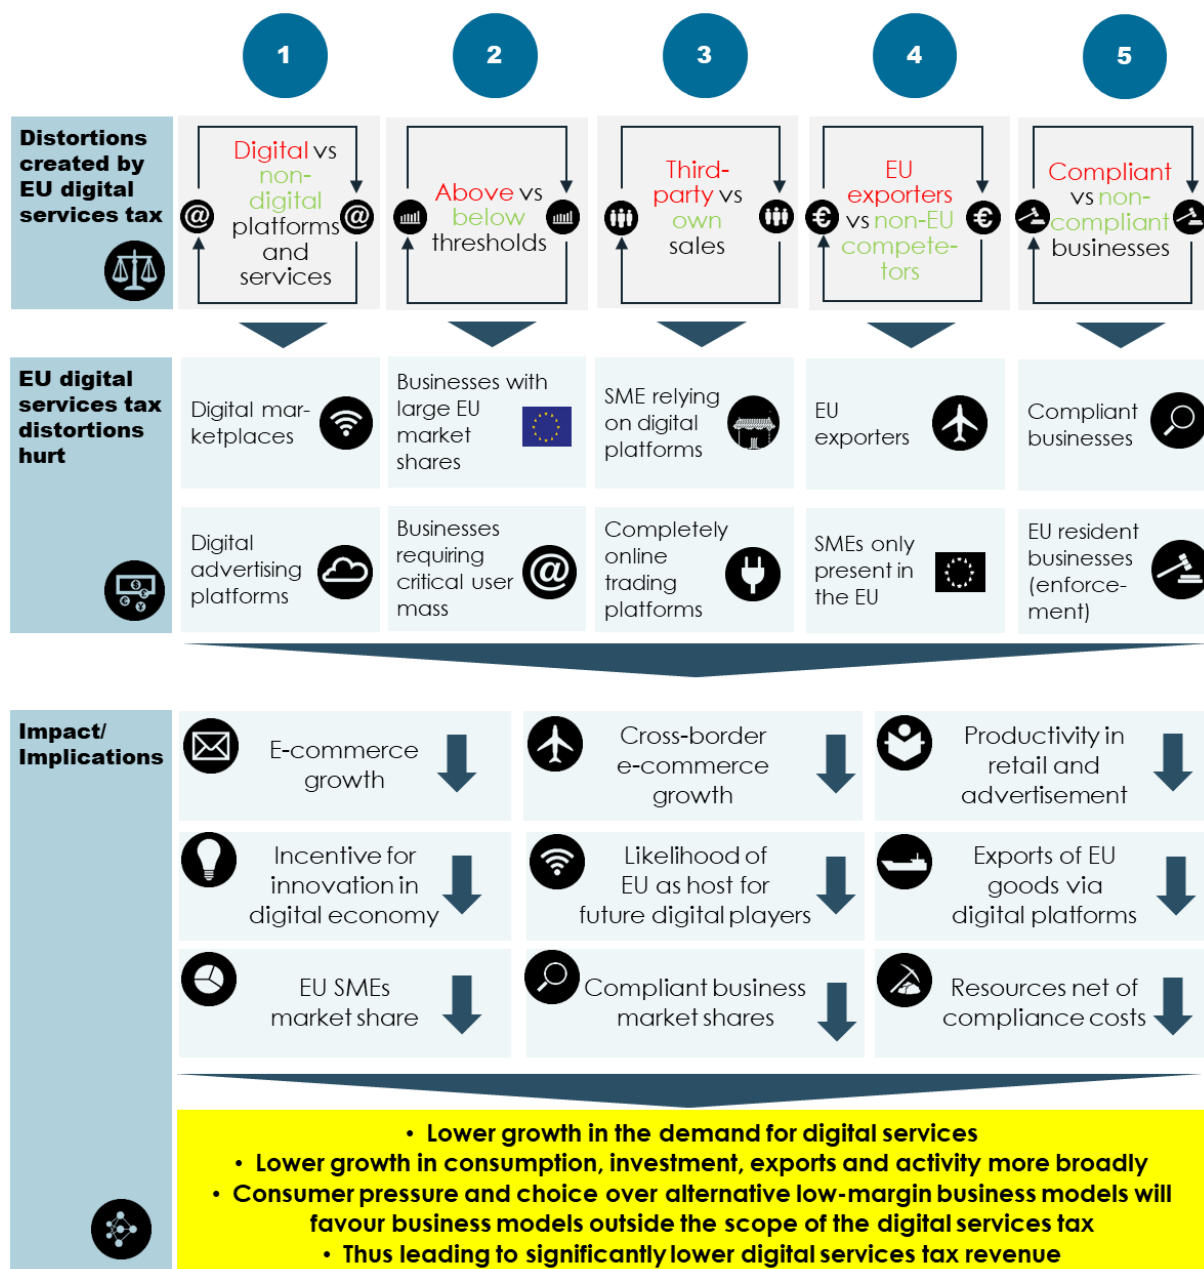 1
2
3
4
5
Distortions
created by
EU digital
services tax
Digital vs
non-
digital
platforms
and
services
Above vs
below
thresholds
Third-
party vs
own
sales
EU
exporters
vs non-EU
compete-
tors
Compliant
vs non-
compliant
businesses
EU digital
services tax
distortions
hurt
Digital mar-
ketplaces
Businesses with
large EU
market
shares
SME relying
on digital
platforms
EU
exporters
Compliant
businesses
Digital
advertising
platforms
Businesses
requiring
critical user
mass
Completely
online
trading
platforms
SMEs only
present in
the EU
EU resident
businesses
(enforce-
ment)
Impact/
Implications
E-commerce
growth
Cross-border
e-commerce
growth
Productivity in
retail and
advertisement
Incentive for
innovation in
digital economy
Likelihood of
EU as host for
future digital players
Exports of EU
goods via
digital platforms
EU SMEs
market share
Compliant business
market shares
Resources net of
compliance costs
• Lower growth in the demand for digital services
• Lower growth in consumption, investment, exports and activity more broadly
• Consumer pressure and choice over alternative low-margin business models will
favour business models outside the scope of the digital services tax
• Thus leading to significantly lower digital services tax revenue